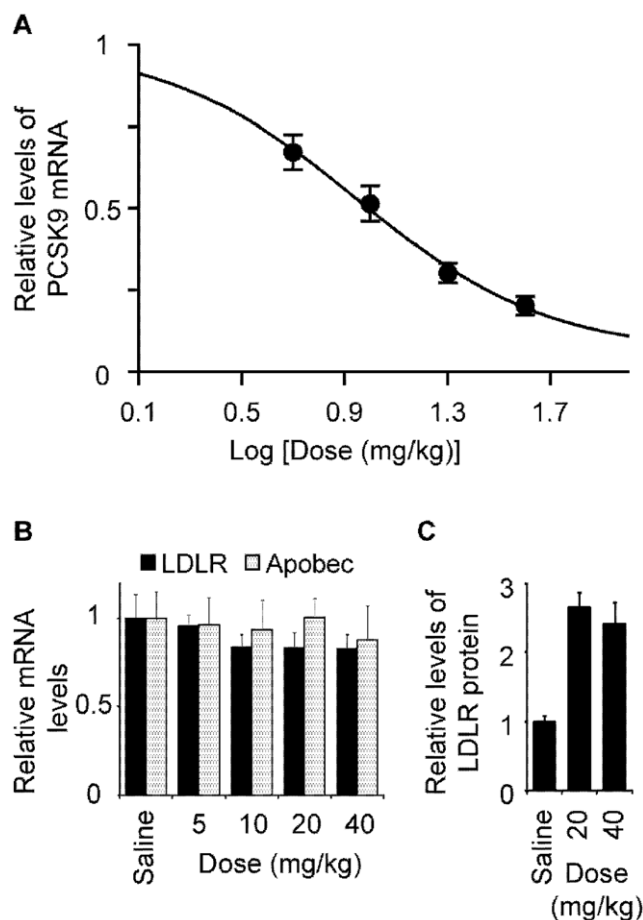 A
Relative levels of
PCSK9 mRNA
1
0.5
0
0.1 0.5 0.9 1.3 1.7
Log [Dose (mg/kg)]
B
LDLR Apobec
Relative mRNA
levels
1
0.5
0
Saline 5 10 20 40
Dose (mg/kg)
C
Relative levels of
LDLR protein
3
2
1
0
Saline 20 40
Dose
(mg/kg)